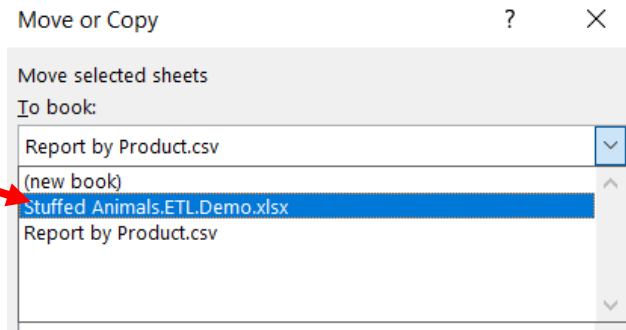 Move or Copy ?
Move selected sheets
To book:
Report by Product.csv
(new book)
Stuffed Animals.ETL.Demo.xlsx
Report by Product.csv